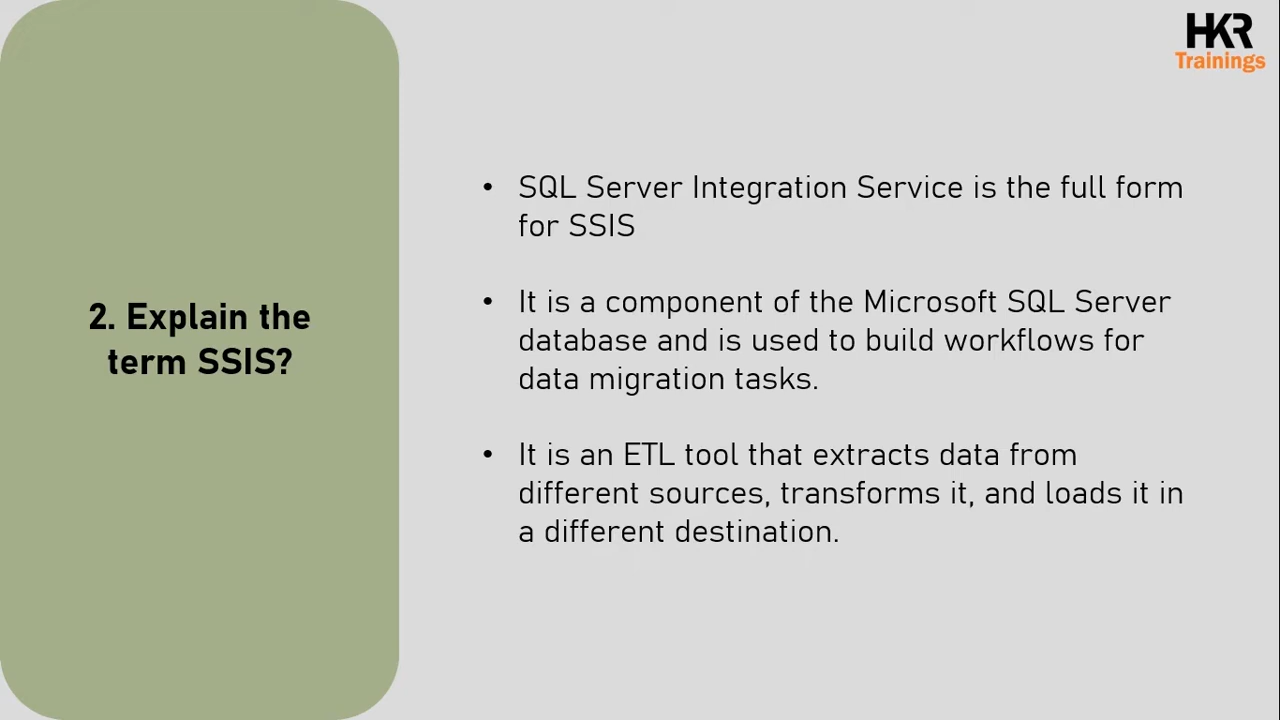 HKR
Trainings
2. Explain the
term SSIS?
• SQL Server Integration Service is the full form
for SSIS
• It is a component of the Microsoft SQL Server
database and is used to build workflows for
data migration tasks.
• It is an ETL tool that extracts data from
different sources, transforms it, and loads it in
a different destination.